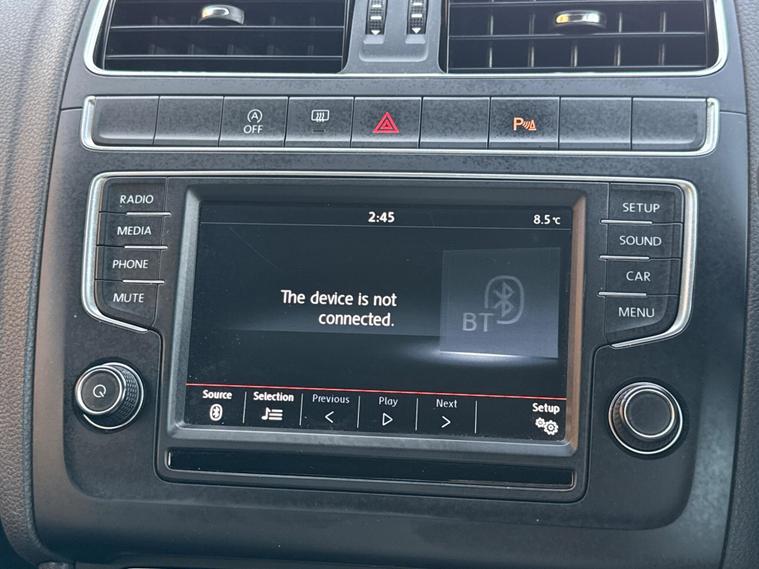 OFF
P
RADIO
MEDIA
PHONE
MUTE
2:45
8.5 °C
The device is not
connected.
BT
Source
Selection
Previous
Play
Next
Setup
SETUP
SOUND
CAR
MENU